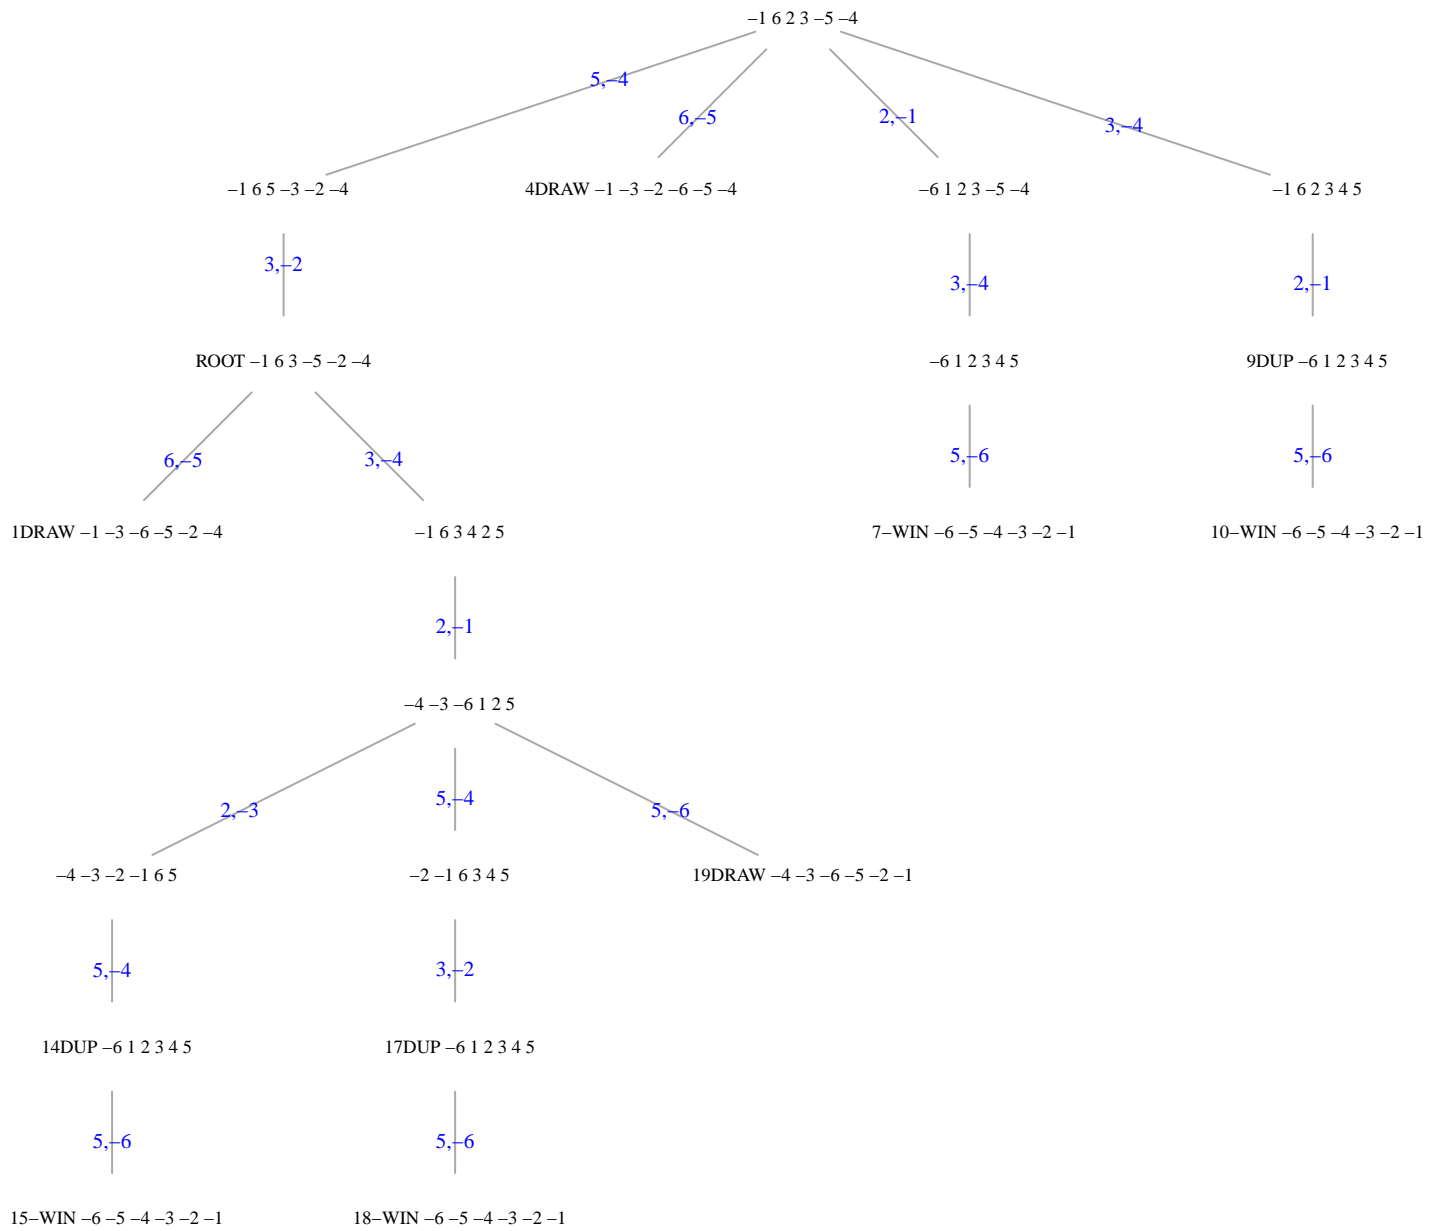 –1 6 2 3 –5 –4
5,–4
6,–5
2,–1
3,–4
–1 6 5 –3 –2 –4
4DRAW –1 –3 –2 –6 –5 –4
–6 1 2 3 –5 –4
–1 6 2 3 4 5
3,–2
3,–4
2,–1
ROOT –1 6 3 –5 –2 –4
–6 1 2 3 4 5
9DUP –6 1 2 3 4 5
6,–5
3,–4
5,–6
5,–6
1DRAW –1 –3 –6 –5 –2 –4
–1 6 3 4 2 5
7–WIN –6 –5 –4 –3 –2 –1
10–WIN –6 –5 –4 –3 –2 –1
2,–1
–4 –3 –6 1 2 5
2,–3
5,–4
5,–6
–4 –3 –2 –1 6 5
–2 –1 6 3 4 5
19DRAW –4 –3 –6 –5 –2 –1
5,–4
3,–2
14DUP –6 1 2 3 4 5
17DUP –6 1 2 3 4 5
5,–6
5,–6
15–WIN –6 –5 –4 –3 –2 –1
18–WIN –6 –5 –4 –3 –2 –1